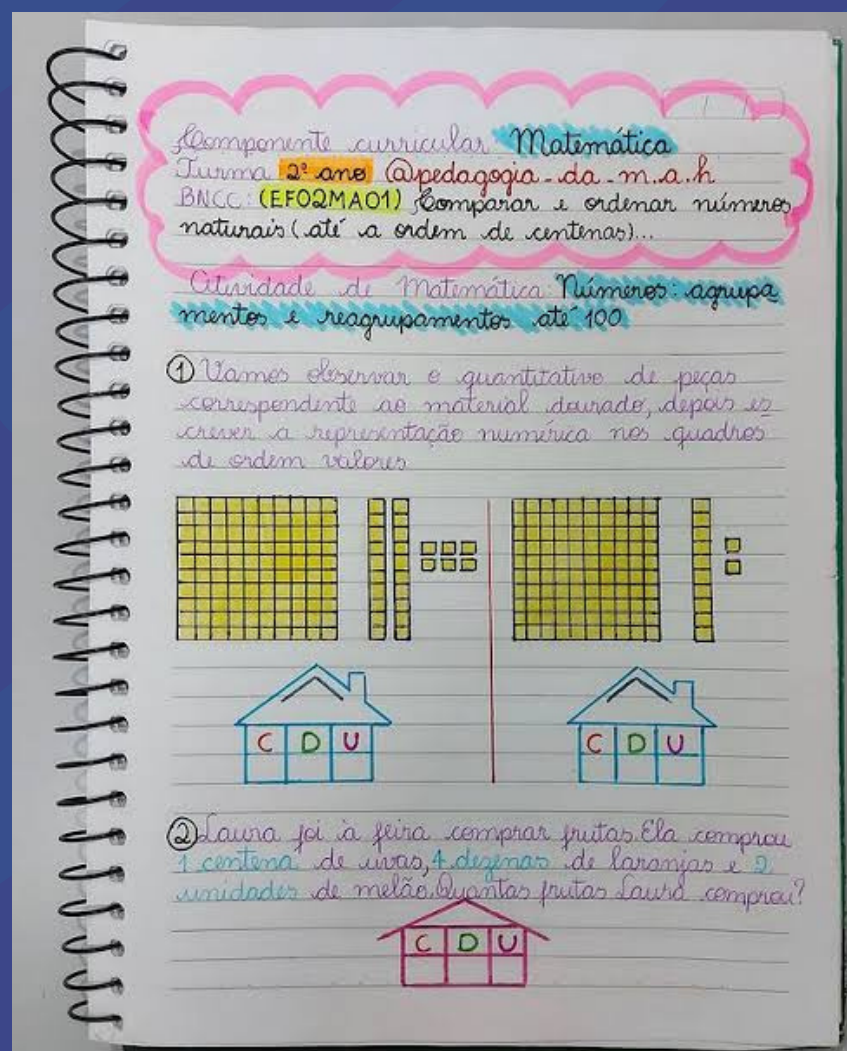 / /
Componente curricular Matemática
Turma 2º ano @pedagogia_da_m.a.h
BNCC: (EF02MA01) Comparar e ordenar números
naturais (até a ordem de centenas)...
Atividade de Matemática: Números: agrupa
mentos e reagrupamentos até 100
① Vamos observar o quantitativo de peças
correspondente ao material dourado, depois es
crever a representação numérica nos quadros
de ordem valores
C D U
C D U
② Laura foi à feira comprar frutas. Ela comprou
1 centena de uvas, 4 dezenas de laranjas e 2
unidades de melão. Quantas frutas Laura comprou?
C D U